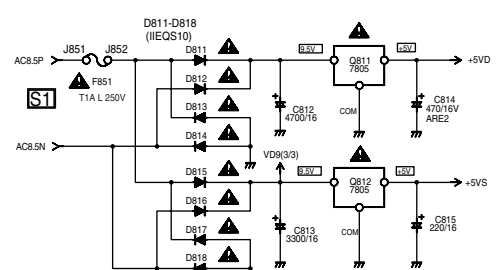 D811-D818
(IIEQS10)
J851 J852
D811
AC8.5P
F851
T1A L 250V
S1
D812
D813
D814
AC8.5N
9.5V
Q811
7805
+5V
+5VD
COM
C812
4700/16
C814
470/16V
ARE2
VD9(3/3)
D815
D816
D817
D818
9.5V
Q812
7805
+5V
+5VS
COM
C813
3300/16
C815
220/16